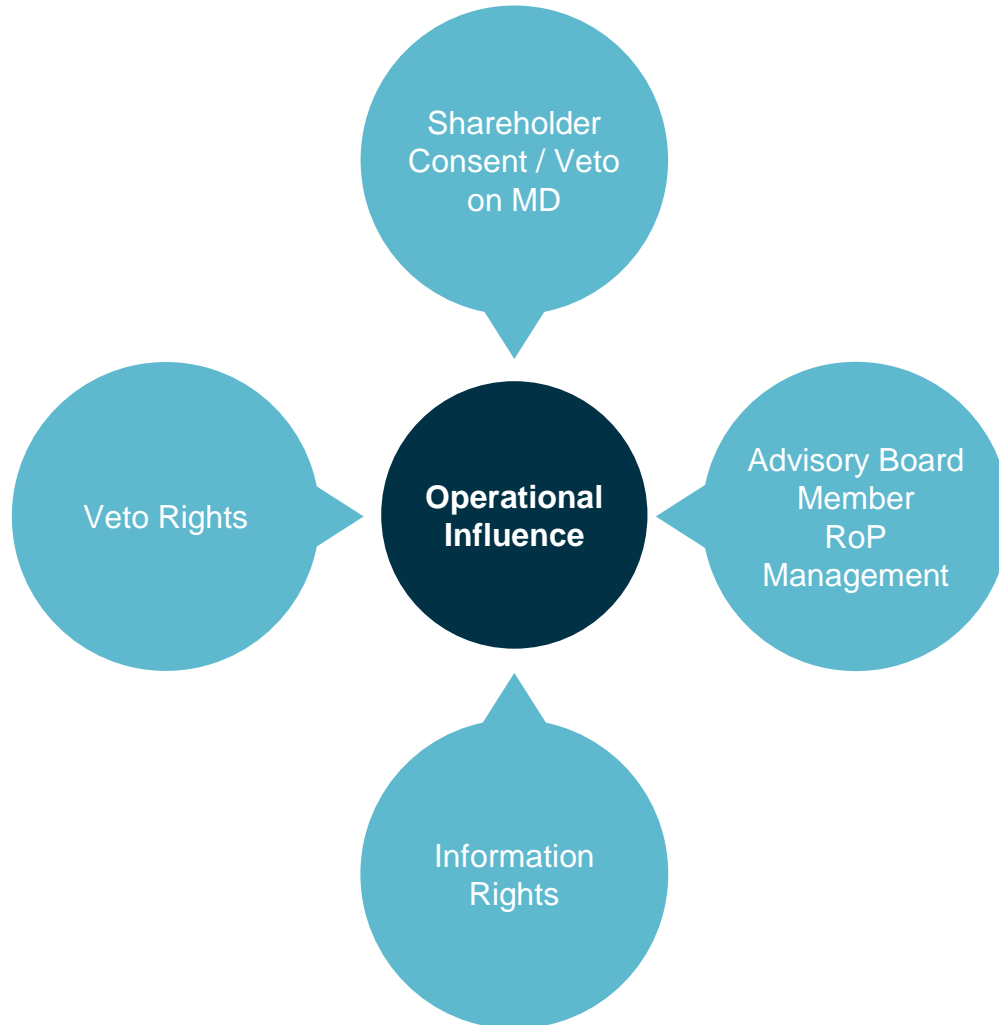 Shareholder
Consent / Veto
on MD
Veto Rights
Operational
Influence
Advisory Board
Member
RoP
Management
Information
Rights